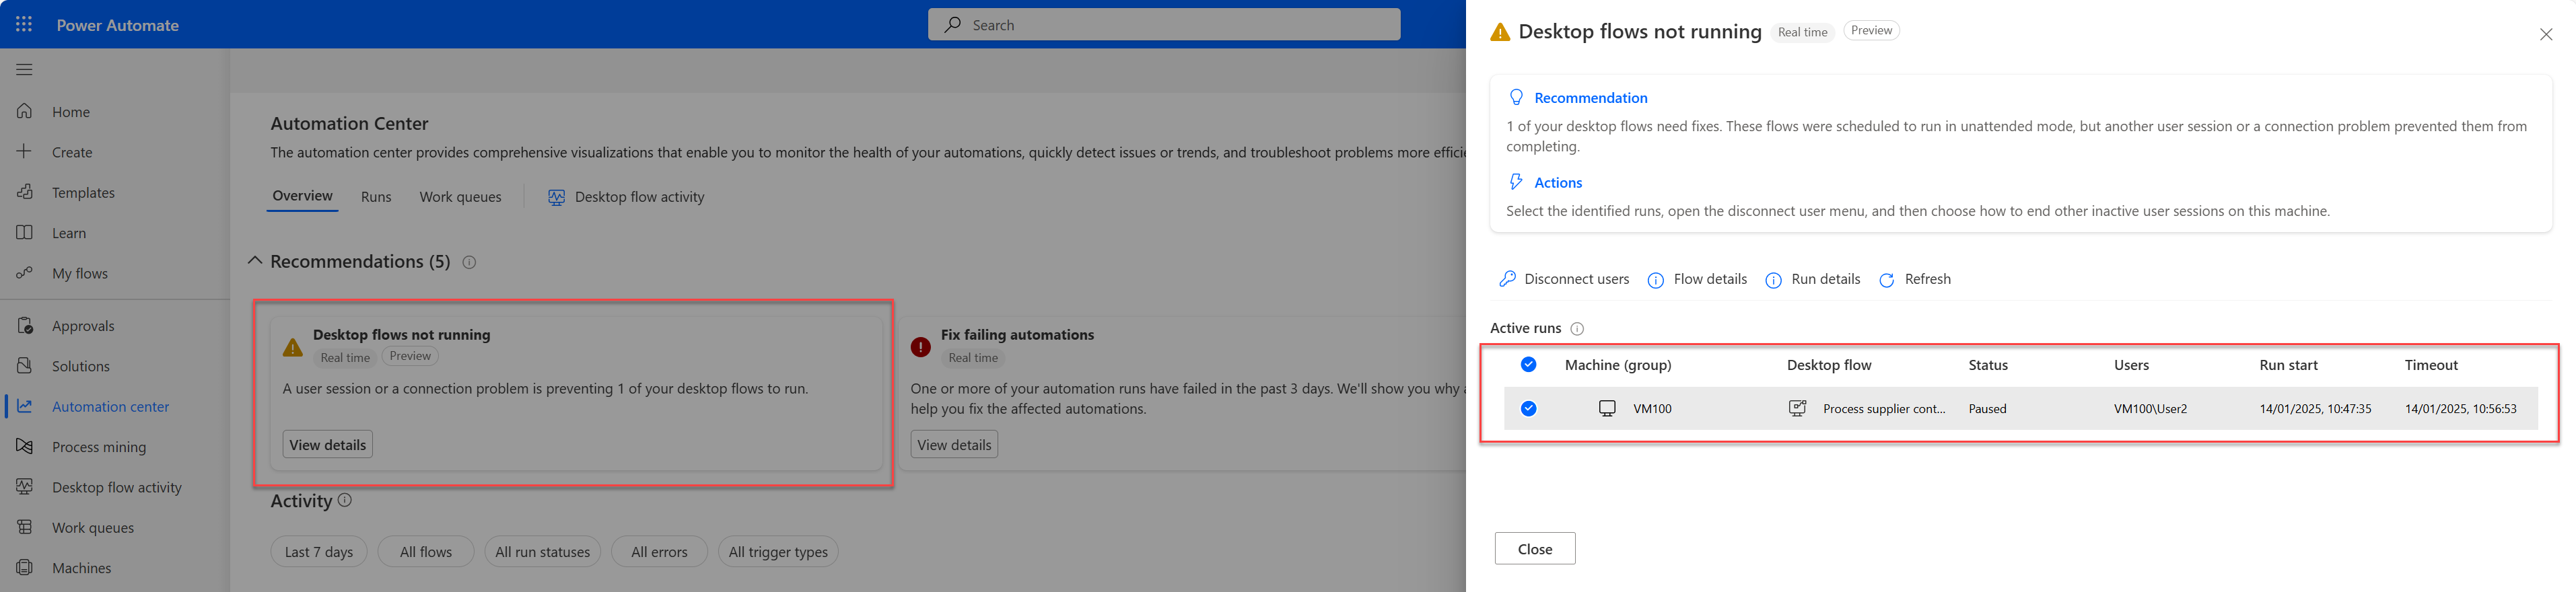 Power Automate
Search
Home
Create
Templates
Learn
My flows
Approvals
Solutions
Automation center
Process mining
Desktop flow activity
Work queues
Machines
Automation Center
The automation center provides comprehensive visualizations that enable you to monitor the health of your automations, quickly detect issues or trends, and troubleshoot problems more efficie
Overview
Runs
Work queues
Desktop flow activity
Recommendations (5)
Desktop flows not running
Real time
Preview
A user session or a connection problem is preventing 1 of your desktop flows to run.
View details
Fix failing automations
Real time
One or more of your automation runs have failed in the past 3 days. We'll show you why a
help you fix the affected automations.
View details
Activity
Last 7 days
All flows
All run statuses
All errors
All trigger types
Desktop flows not running
Real time
Preview
Recommendation
1 of your desktop flows need fixes. These flows were scheduled to run in unattended mode, but another user session or a connection problem prevented them from
completing.
Actions
Select the identified runs, open the disconnect user menu, and then choose how to end other inactive user sessions on this machine.
Disconnect users
Flow details
Run details
Refresh
Active runs
Machine (group) Desktop flow Status Users Run start Timeout
VM100 Process supplier cont... Paused VM100\User2 14/01/2025, 10:47:35 14/01/2025, 10:56:53
Close